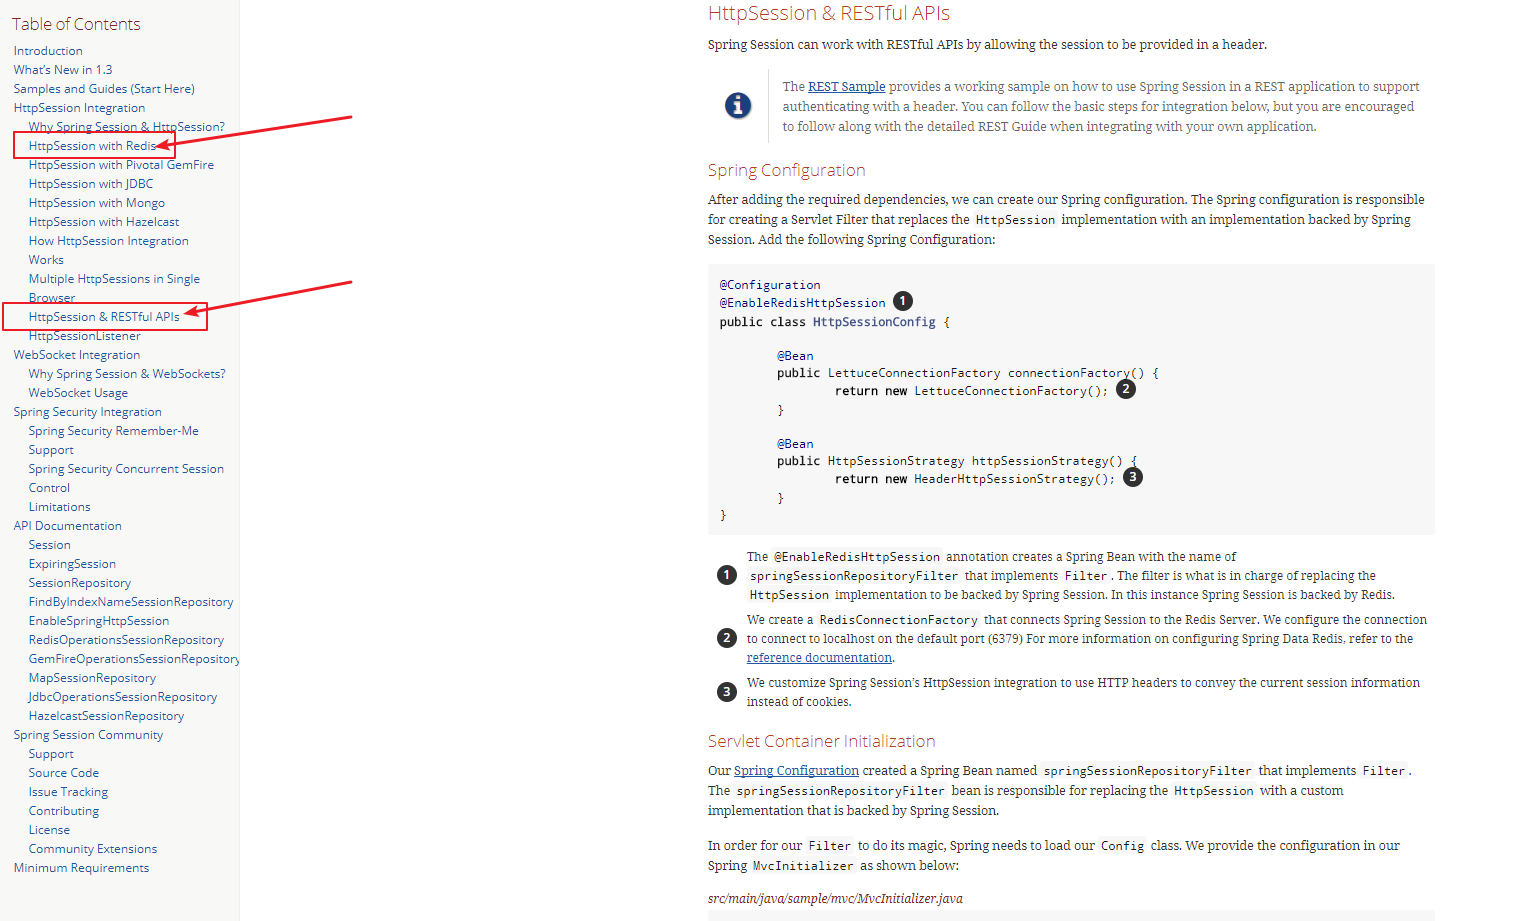 Table of Contents
Introduction
What's New in 1.3
Samples and Guides (Start Here)
HttpSession Integration
Why Spring Session & HttpSession?
HttpSession with Redis
HttpSession with Pivotal GemFire
HttpSession with JDBC
HttpSession with Mongo
HttpSession with Hazelcast
How HttpSession Integration
Works
Multiple HttpSessions in Single
Browser
HttpSession & RESTful APIs
HttpSessionListener
WebSocket Integration
Why Spring Session & WebSockets?
WebSocket Usage
Spring Security Integration
Spring Security Remember-Me
Support
Spring Security Concurrent Session
Control
Limitations
API Documentation
Session
ExpiringSession
SessionRepository
FindByIndexNameSessionRepository
EnableSpringHttpSession
RedisOperationsSessionRepository
GemFireOperationsSessionRepository
MapSessionRepository
JdbcOperationsSessionRepository
HazelcastSessionRepository
Spring Session Community
Support
Source Code
Issue Tracking
Contributing
License
Community Extensions
Minimum Requirements
HttpSession & RESTful APIs
Spring Session can work with RESTful APIs by allowing the session to be provided in a header.
The REST Sample provides a working sample on how to use Spring Session in a REST application to support
authenticating with a header. You can follow the basic steps for integration below, but you are encouraged
to follow along with the detailed REST Guide when integrating with your own application.
Spring Configuration
After adding the required dependencies, we can create our Spring configuration. The Spring configuration is responsible
for creating a Servlet Filter that replaces the HttpSession implementation with an implementation backed by Spring
Session. Add the following Spring Configuration:
@Configuration
@EnableRedisHttpSession 1
public class HttpSessionConfig {
@Bean
public LettuceConnectionFactory connectionFactory() {
return new LettuceConnectionFactory(); 2
}
@Bean
public HttpSessionStrategy httpSessionStrategy() {
return new HeaderHttpSessionStrategy(); 3
}
}
The @EnableRedisHttpSession annotation creates a Spring Bean with the name of
1 springSessionRepositoryFilter that implements Filter. The filter is what is in charge of replacing the
HttpSession implementation to be backed by Spring Session. In this instance Spring Session is backed by Redis.
We create a RedisConnectionFactory that connects Spring Session to the Redis Server. We configure the connection
2 to connect to localhost on the default port (6379) For more information on configuring Spring Data Redis, refer to the
reference documentation.
3 We customize Spring Session's HttpSession integration to use HTTP headers to convey the current session information
instead of cookies.
Servlet Container Initialization
Our Spring Configuration created a Spring Bean named springSessionRepositoryFilter that implements Filter.
The springSessionRepositoryFilter bean is responsible for replacing the HttpSession with a custom
implementation that is backed by Spring Session.
In order for our Filter to do its magic, Spring needs to load our Config class. We provide the configuration in our
Spring MvcInitializer as shown below:
src/main/java/sample/mvc/MvcInitializer.java